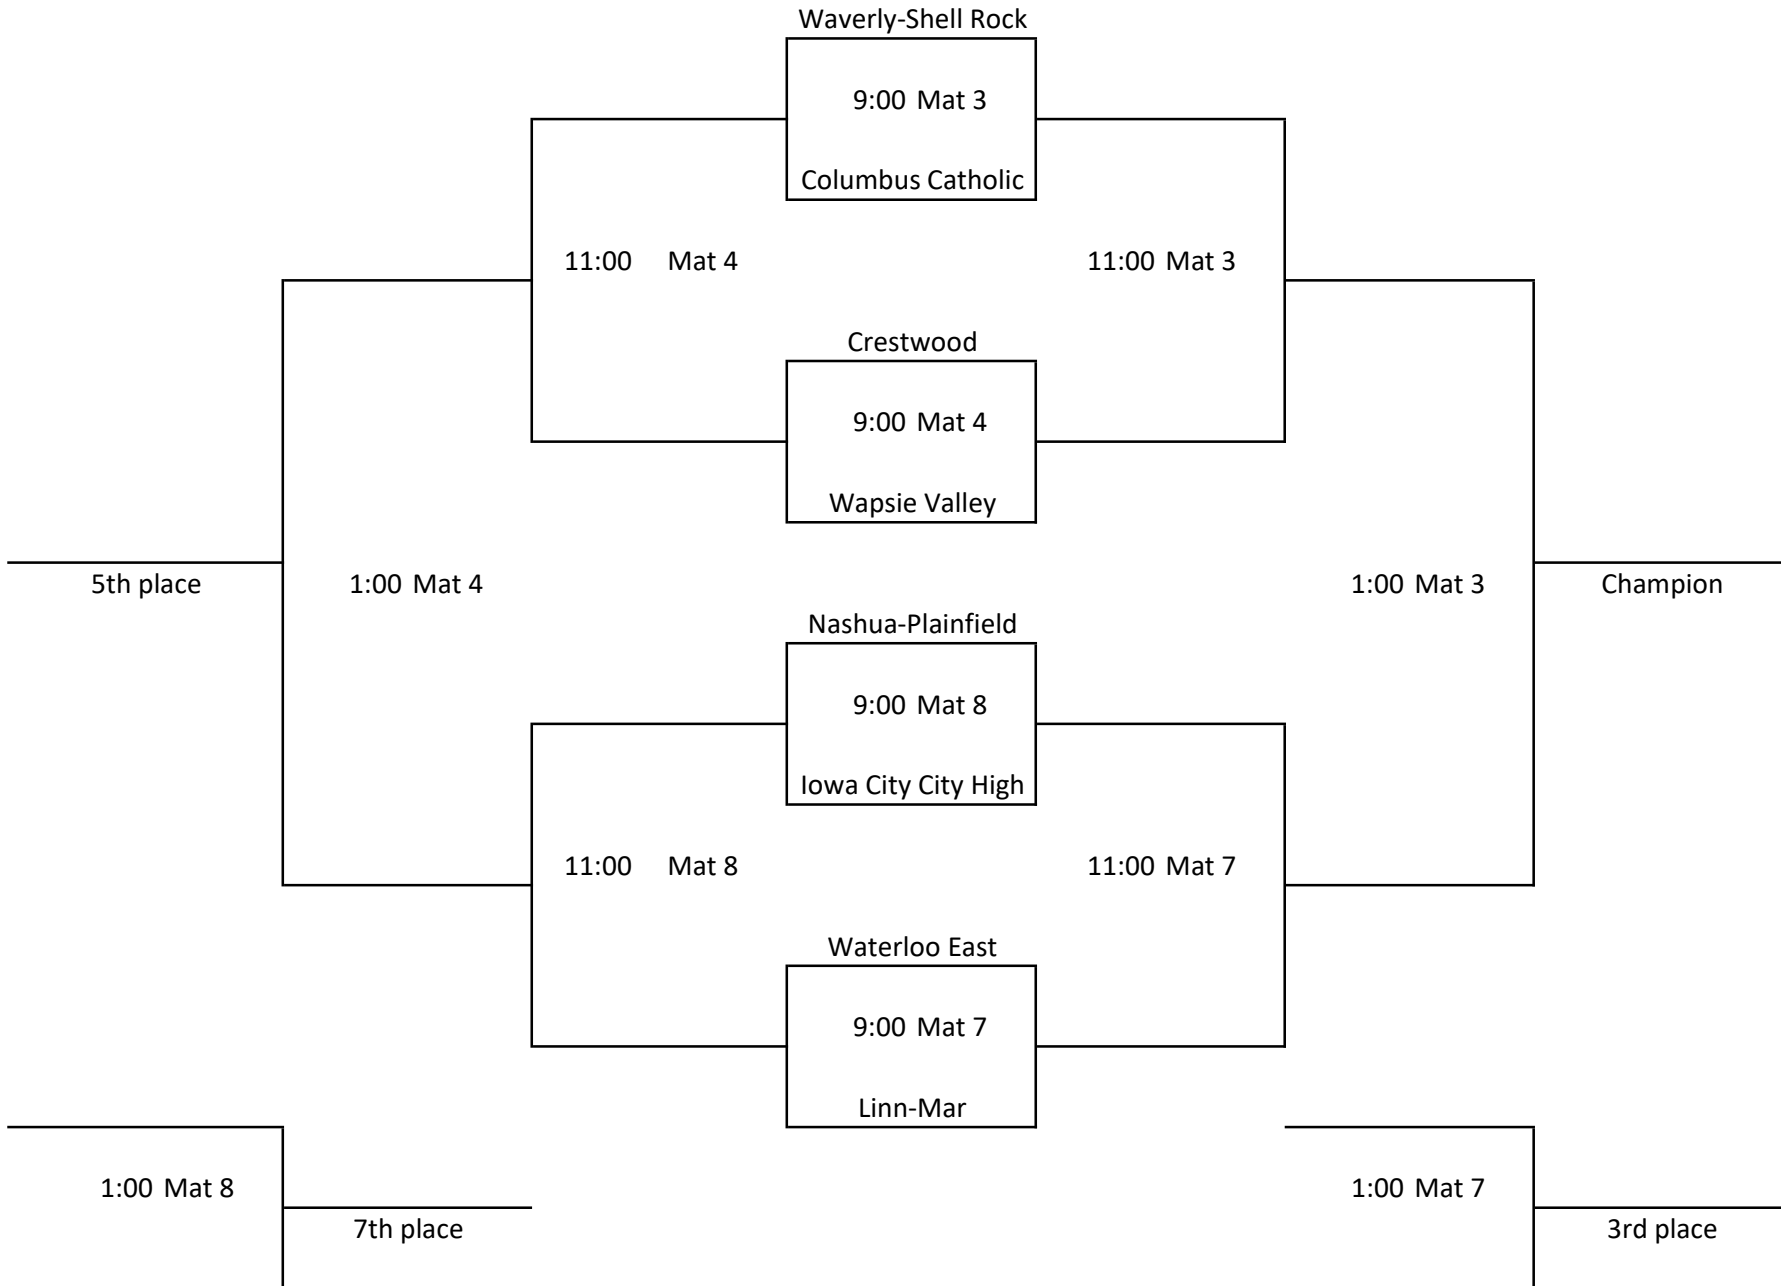 Waverly-Shell Rock
9:00 Mat 3
Columbus Catholic
11:00 Mat 4
11:00 Mat 3
Crestwood
9:00 Mat 4
Wapsie Valley
5th place
1:00 Mat 4
1:00 Mat 3
Champion
Nashua-Plainfield
9:00 Mat 8
Iowa City City High
11:00 Mat 8
11:00 Mat 7
Waterloo East
9:00 Mat 7
Linn-Mar
1:00 Mat 8
1:00 Mat 7
7th place
3rd place